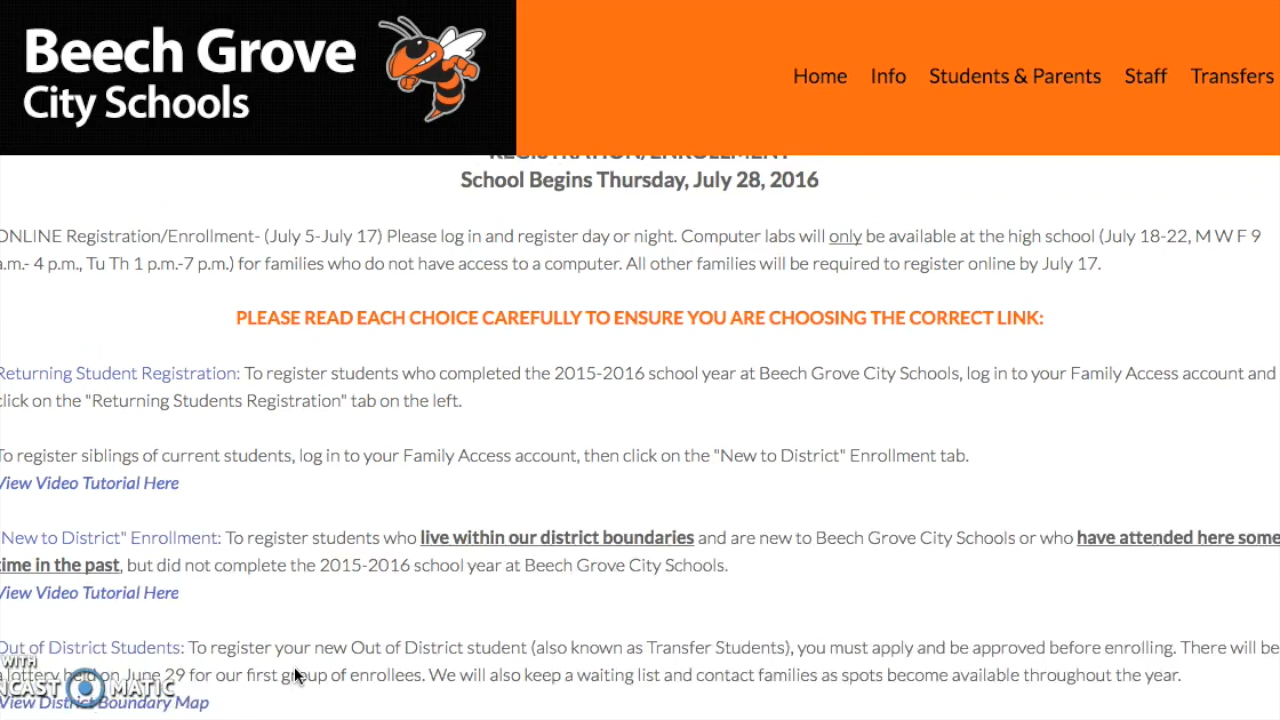 Beech Grove
City Schools
Home Info Students & Parents Staff Transfers
REGISTRATION/ENROLLMENT
School Begins Thursday, July 28, 2016
ONLINE Registration/Enrollment- (July 5-July 17) Please log in and register day or night. Computer labs will only be available at the high school (July 18-22, M W F 9
a.m.- 4 p.m., Tu Th 1 p.m.-7 p.m.) for families who do not have access to a computer. All other families will be required to register online by July 17.
PLEASE READ EACH CHOICE CAREFULLY TO ENSURE YOU ARE CHOOSING THE CORRECT LINK:
Returning Student Registration: To register students who completed the 2015-2016 school year at Beech Grove City Schools, log in to your Family Access account and
click on the "Returning Students Registration" tab on the left.
To register siblings of current students, log in to your Family Access account, then click on the "New to District" Enrollment tab.
View Video Tutorial Here
"New to District" Enrollment: To register students who live within our district boundaries and are new to Beech Grove City Schools or who have attended here some
time in the past, but did not complete the 2015-2016 school year at Beech Grove City Schools.
View Video Tutorial Here
Out of District Students: To register your new Out of District student (also known as Transfer Students), you must apply and be approved before enrolling. There will be
WITH
a lottery held on June 29 for our first group of enrollees. We will also keep a waiting list and contact families as spots become available throughout the year.
NCAST MATIC
View District Boundary Map